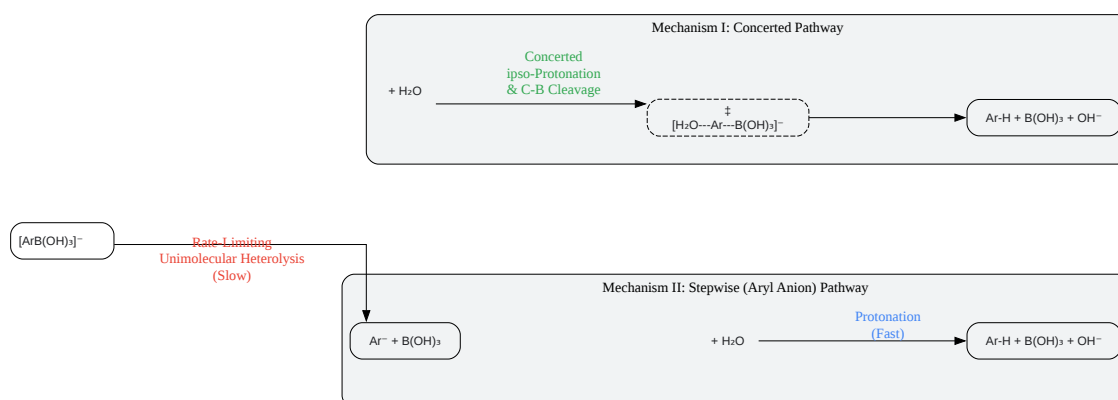 Mechanism I: Concerted Pathway
Concerted
ipso-Protonation
& C-B Cleavage
+ H₂O
‡
[H₂O---Ar---B(OH)₃]⁻
Ar-H + B(OH)₃ + OH⁻
[ArB(OH)₃]⁻
Rate-Limiting
Unimolecular Heterolysis
(Slow)
Mechanism II: Stepwise (Aryl Anion) Pathway
Ar⁻ + B(OH)₃
+ H₂O
Protonation
(Fast)
Ar-H + B(OH)₃ + OH⁻